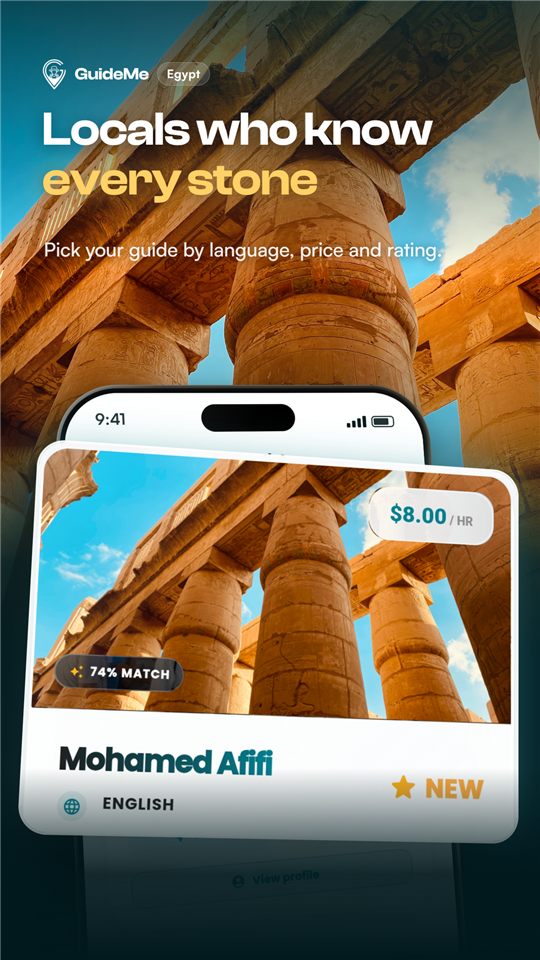 GuideMe Egypt
Locals who know
every stone
Pick your guide by language, price and rating.
9:41
$8.00 / HR
74% MATCH
Mohamed Afifi
NEW
ENGLISH
View profile